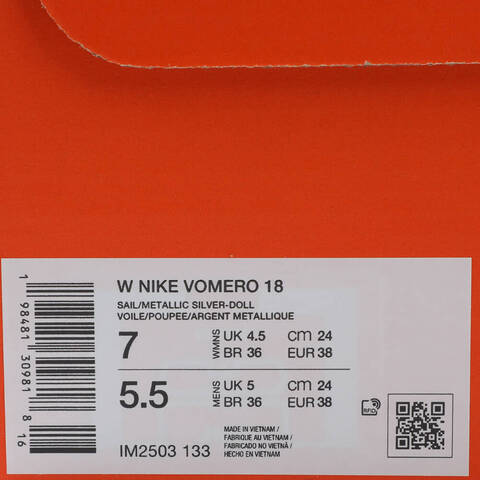 W NIKE VOMERO 18
SAIL/METALLIC SILVER-DOLL
VOILE/POUPEE/ARGENT METALLIQUE
7 WMNS UK 4.5 cm 24
BR 36 EUR 38
5.5 MENS UK 5 cm 24
BR 36 EUR 38
IM2503 133
MADE IN VIETNAM /
FABRIQUE AU VIETNAM /
FABRICADO NO VIETNÃ /
HECHO EN VIETNAM
RFID
1 98481 30981 8 16